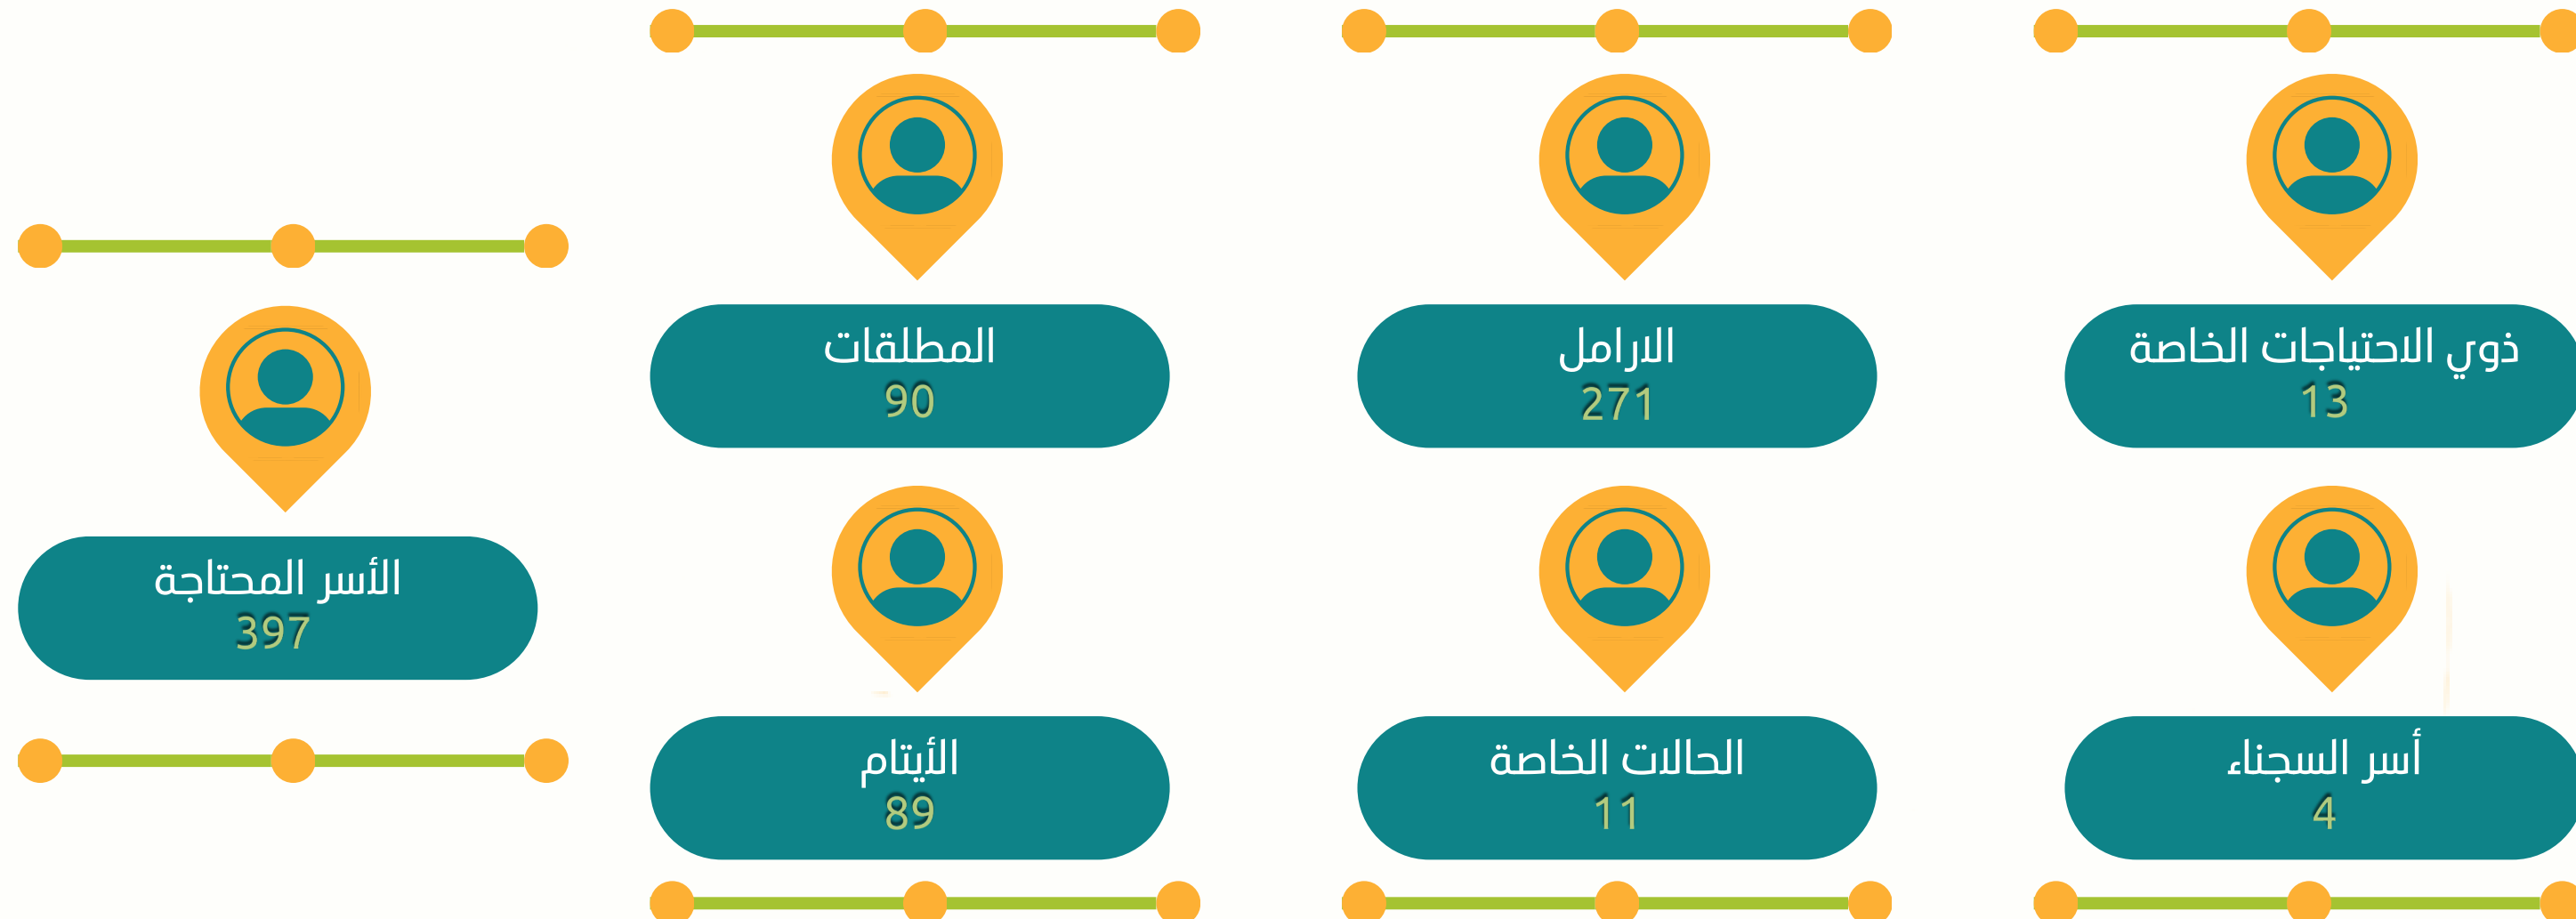 ذوي الاحتياجات الخاصة
13
الارامل
271
المطلقات
90
الأسر المحتاجة
397
أسر السجناء
4
الحالات الخاصة
11
الأيتام
89